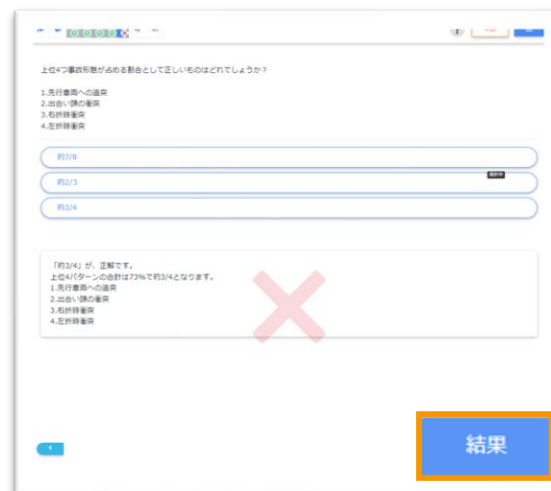 上位4つ事故形態が占める割合として正しいものはどれでしょうか？
1.先行車両への追突
2.出合い頭の衝突
3.右折時衝突
4.左折時衝突
約7/8
約2/3
約3/4
「約3/4」が、正解です。
上位4パターンの合計は73%で約3/4となります。
1.先行車両への追突
2.出合い頭の衝突
3.右折時衝突
4.左折時衝突
結果